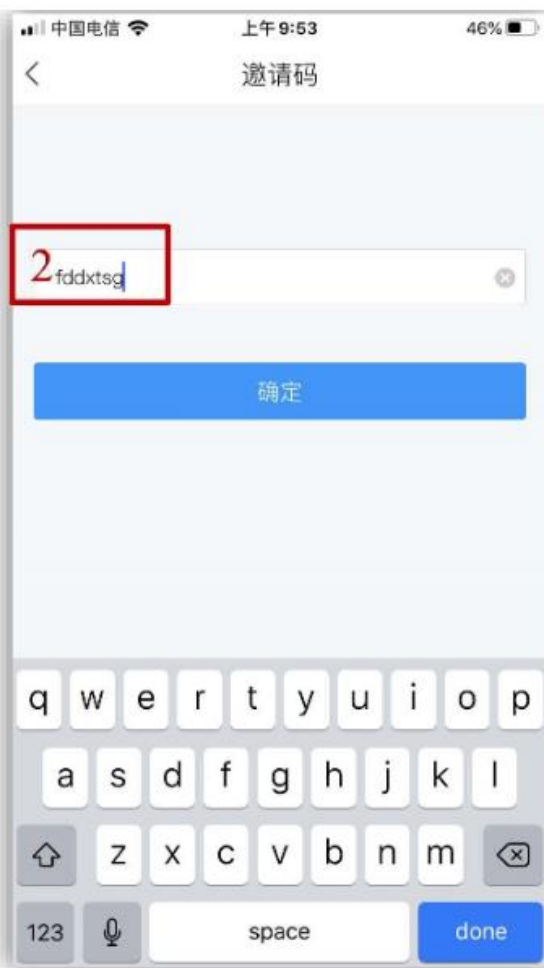 中国电信 上午9:53 46%
邀请码
2 fddxtsg
确定
q w e r t y u i o p
a s d f g h j k l
z x c v b n m
123 space done